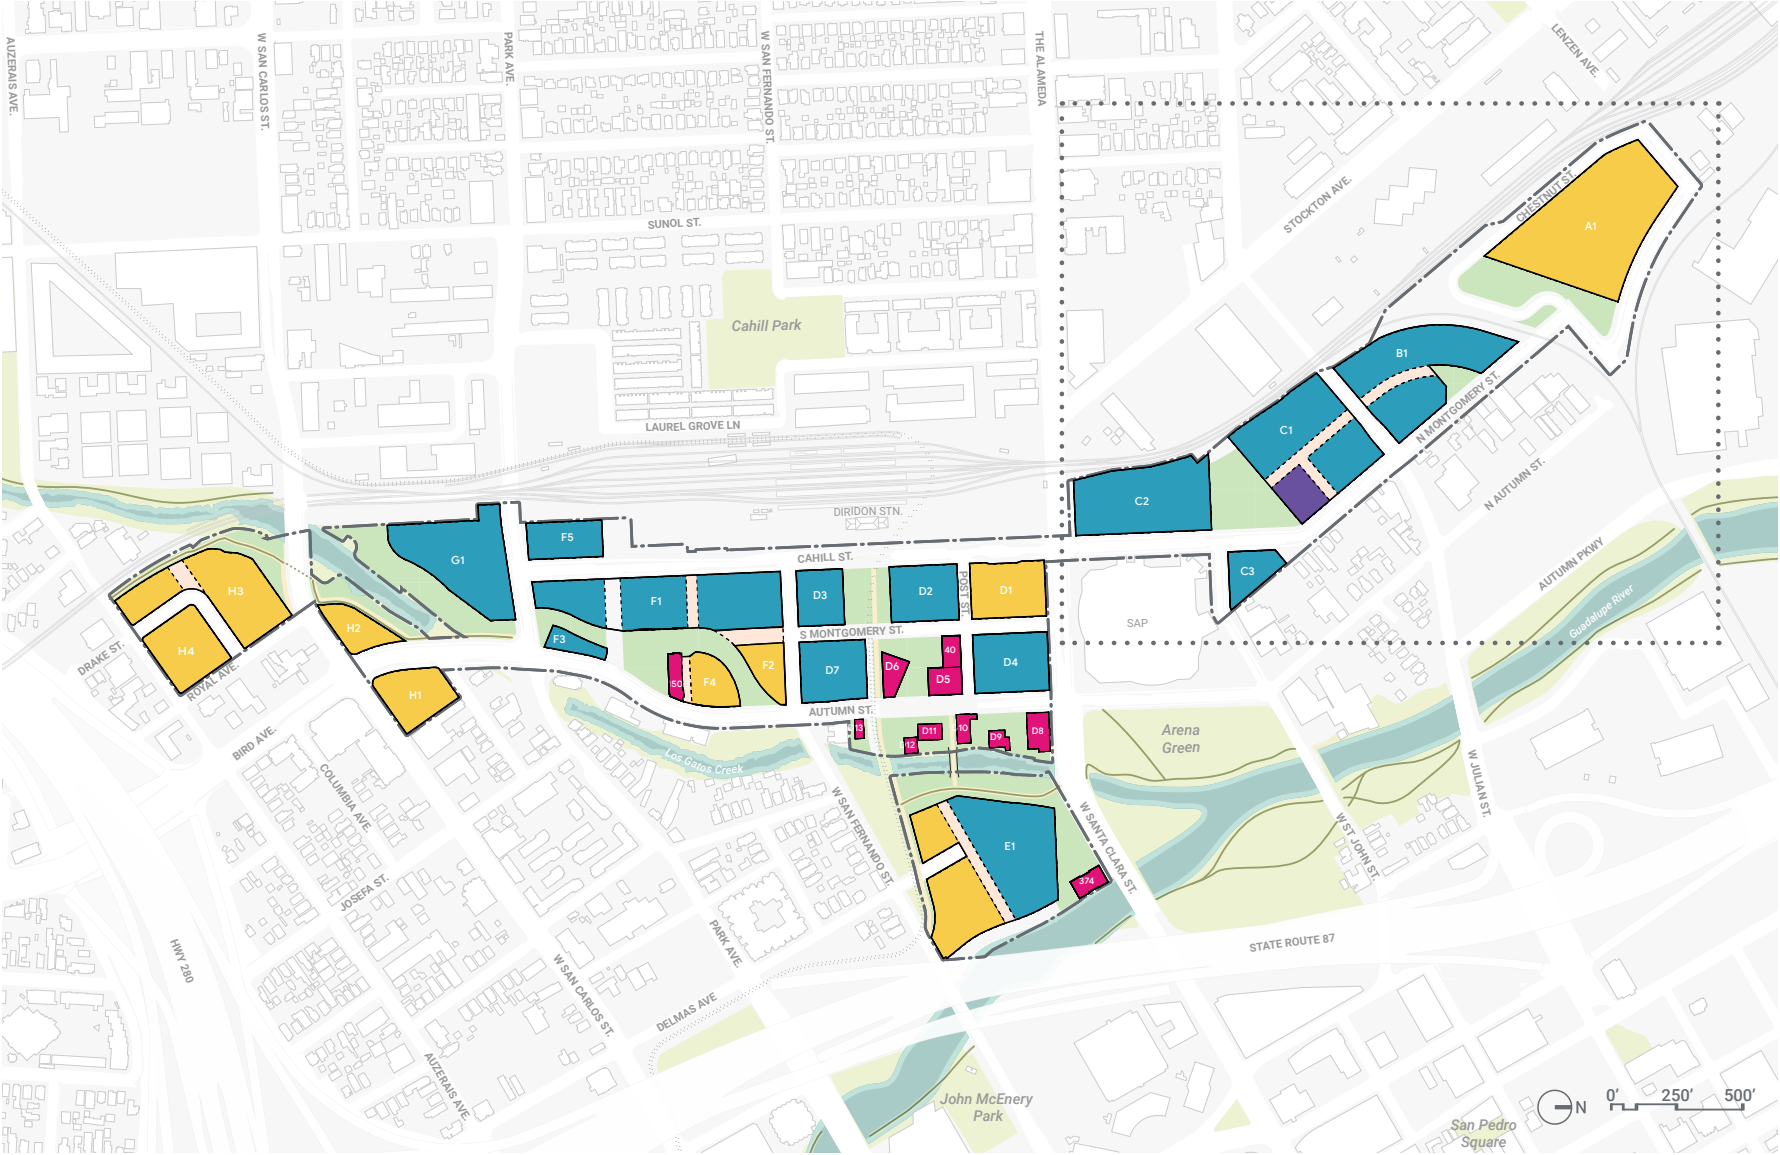 AUZERAIS AVE.
W SAN CARLOS ST.
PARK AVE.
W SAN FERNANDO ST.
THE ALAMEDA
LENZEN AVE.
STOCKTON AVE.
CHESTNUT ST.
A1
SUNOL ST.
Cahill Park
LAUREL GROVE LN
B1
N MONTGOMERY ST.
C1
N AUTUMN ST.
C2
DIRIDON STN.
CAHILL ST.
G1
F5
C3
AUTUMN PKWY
Guadalupe River
H3
F1
D3
D2
POST ST.
D1
SAP
H2
F3
S MONTGOMERY ST.
H4
DRAKE ST.
ROYAL AVE.
H1
50
F4
F2
D7
D6
40
D5
D4
AUTUMN ST.
13
D12
D11
10
D9
D8
Arena
Green
BIRD AVE.
Los Gatos Creek
COLUMBIA AVE.
W SAN FERNANDO ST.
E1
374
W SANTA CLARA ST.
W ST JOHN ST.
W JULIAN ST.
JOSEFA ST.
HWY 280
PARK AVE.
W SAN CARLOS ST.
STATE ROUTE 87
DELMAS AVE
AUZERAIS AVE.
John McEnery
Park
San Pedro
Square
N
0' 250' 500'